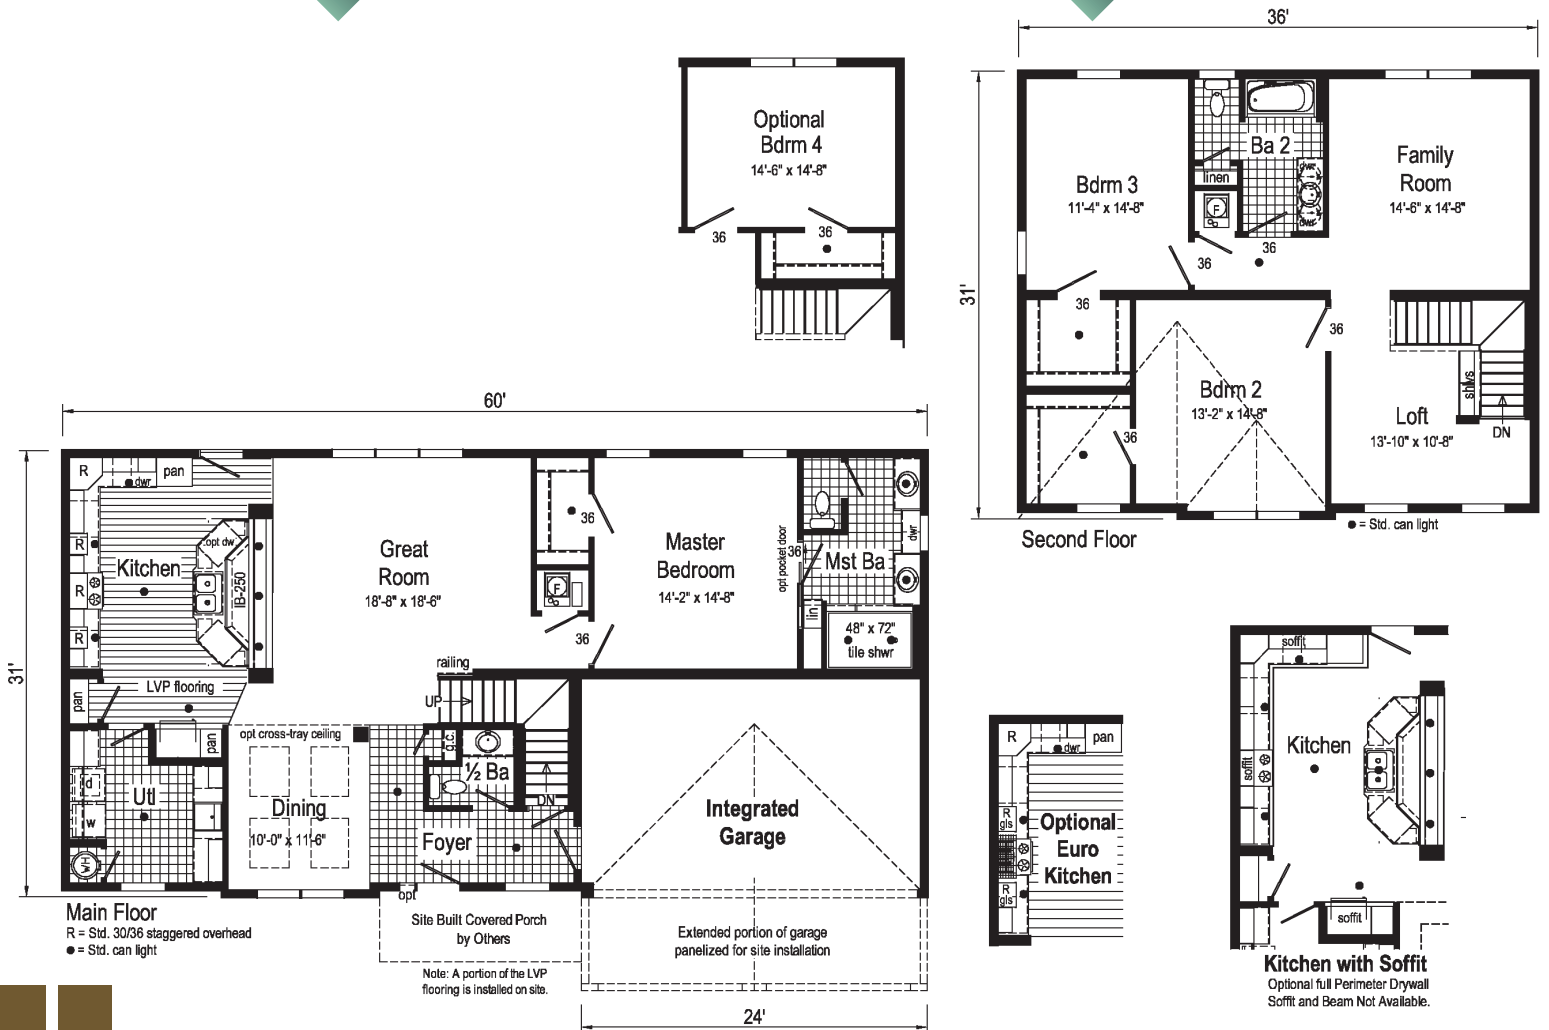 36'
Optional
Bdrm 4
14'-6" x 14'-8"
36
36
31'
Bdrm 3
11'-4" x 14'-8"
Ba 2
linen
dwr
dwr
F
36
36
36
Family
Room
14'-6" x 14'-8"
36
Bdrm 2
13'-2" x 14'-8"
36
Loft
13'-10" x 10'-8"
shlvs
DN
Second Floor
● = Std. can light
60'
31'
R
dwr
pan
R
R
R
Kitchen
opt dw
IB-250
Great
Room
18'-8" x 18'-6"
36
F
36
Master
Bedroom
14'-2" x 14'-8"
opt pocket door
36"
Mst Ba
dwr
lin
48" x 72"
tile shwr
railing
UP
pan
LVP flooring
pan
d
w
Utl
WH
opt cross-tray ceiling
Dining
10'-0" x 11'-6"
g.c.
½ Ba
DN
Foyer
opt
Integrated
Garage
Main Floor
R = Std. 30/36 staggered overhead
● = Std. can light
Site Built Covered Porch
by Others
Note: A portion of the LVP
flooring is installed on site.
Extended portion of garage
panelized for site installation
24'
R
dwr
pan
R
gls
R
gls
Optional
Euro
Kitchen
soffit
soffit
Kitchen
soffit
Kitchen with Soffit
Optional full Perimeter Drywall
Soffit and Beam Not Available.